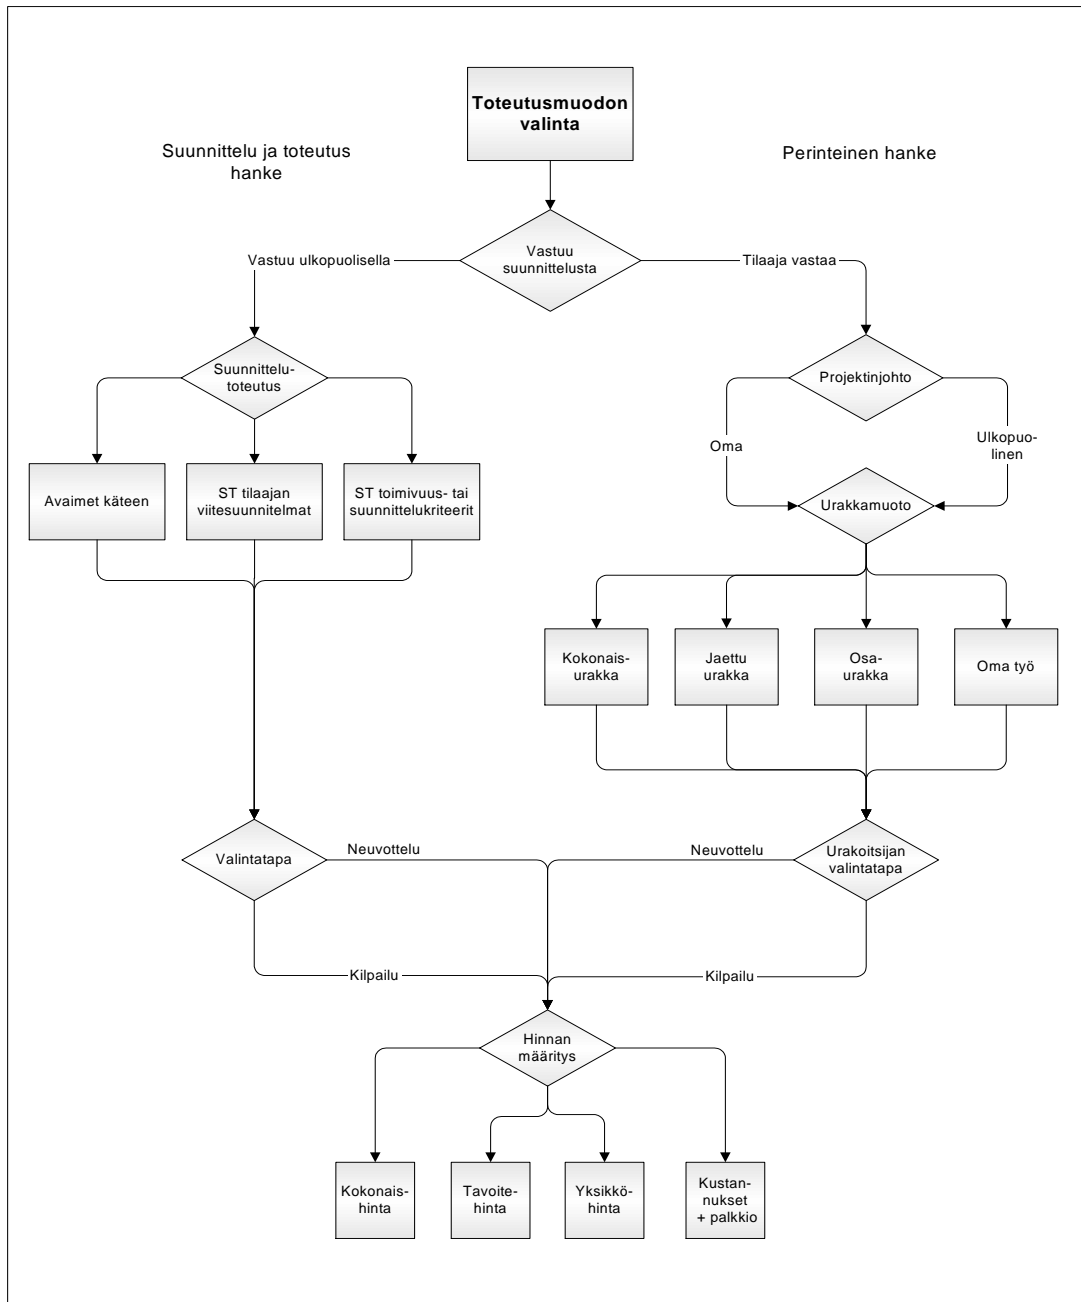 Toteutusmuodon
valinta
Suunnittelu ja toteutus
hanke
Perinteinen hanke
Vastuu
suunnittelusta
Vastuu ulkopuolisella
Tilaaja vastaa
Suunnittelu-
toteutus
Projektinjohto
Oma
Ulkopuo-
linen
Avaimet käteen
ST tilaajan
viitesuunnitelmat
ST toimivuus- tai
suunnittelukriteerit
Urakkamuoto
Kokonais-
urakka
Jaettu
urakka
Osa-
urakka
Oma työ
Valintatapa
Neuvottelu
Neuvottelu
Urakoitsijan
valintatapa
Kilpailu
Kilpailu
Hinnan
määritys
Kokonais-
hinta
Tavoite-
hinta
Yksikkö-
hinta
Kustan-
nukset
+ palkkio